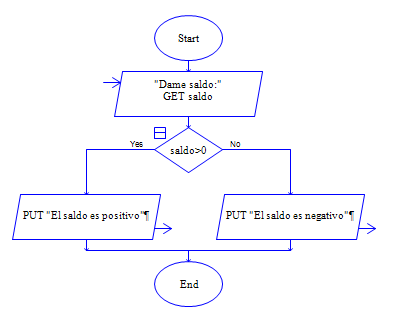 Start
"Dame saldo:"
GET saldo
Yes
saldo>0
No
PUT "El saldo es positivo"¶
PUT "El saldo es negativo"¶
End